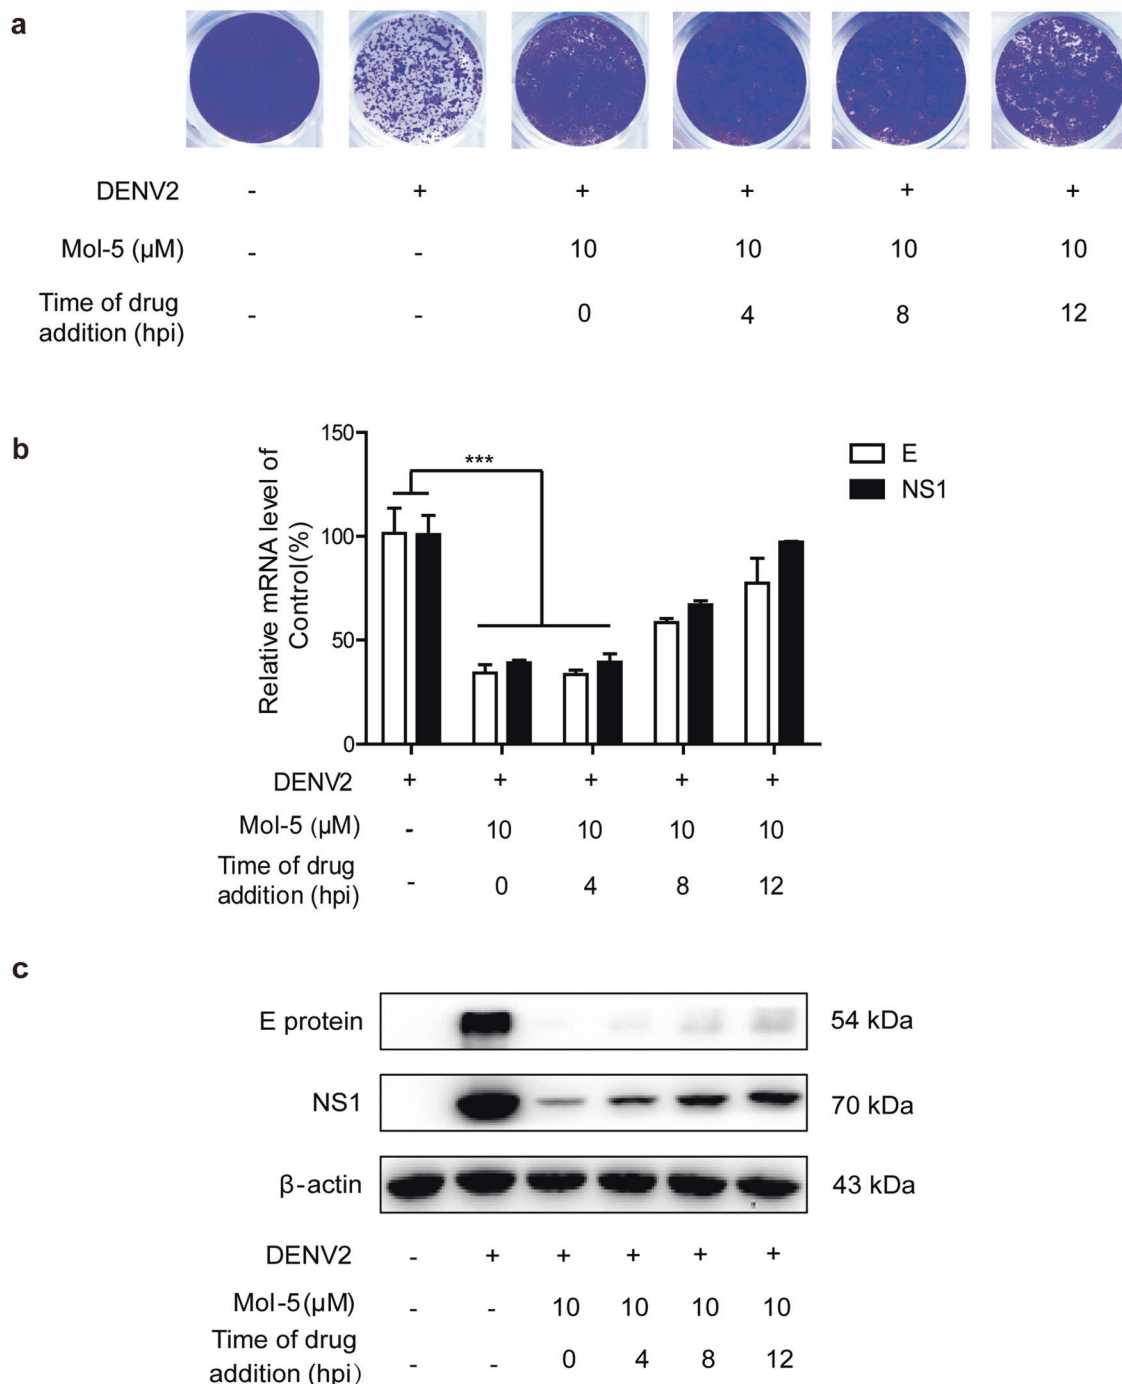 a
DENV2 - + + + + +
Mol-5 (µM) - - 10 10 10 10
Time of drug
addition (hpi) - - 0 4 8 12
b
Relative mRNA level of
Control(%)
150
100
50
0
***
E
NS1
DENV2 + + + + +
Mol-5 (µM) - 10 10 10 10
Time of drug
addition (hpi) - 0 4 8 12
c
E protein 54 kDa
NS1 70 kDa
β-actin 43 kDa
DENV2 - + + + + +
Mol-5(µM) - - 10 10 10 10
Time of drug
addition (hpi) - - 0 4 8 12